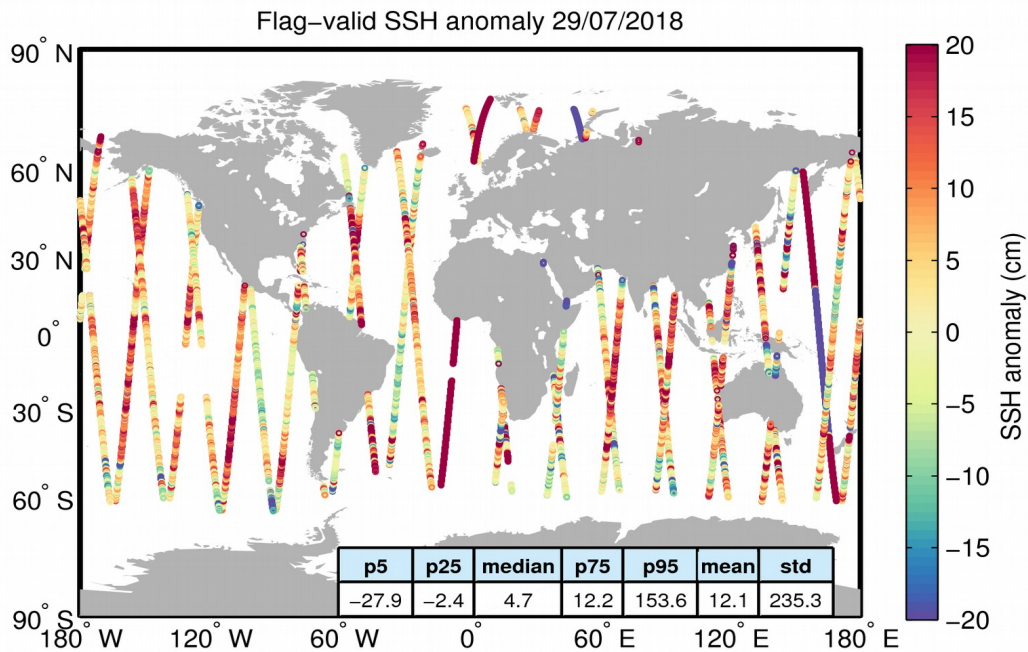 Flag−valid SSH anomaly 29/07/2018
90° N
60° N
30° N
0°
30° S
60° S
90° S
180° W
120° W
60° W
0°
60° E
120° E
180° E
p5 p25 median p75 p95 mean std
−27.9 −2.4 4.7 12.2 153.6 12.1 235.3
20
15
10
5
0
−5
−10
−15
−20
SSH anomaly (cm)